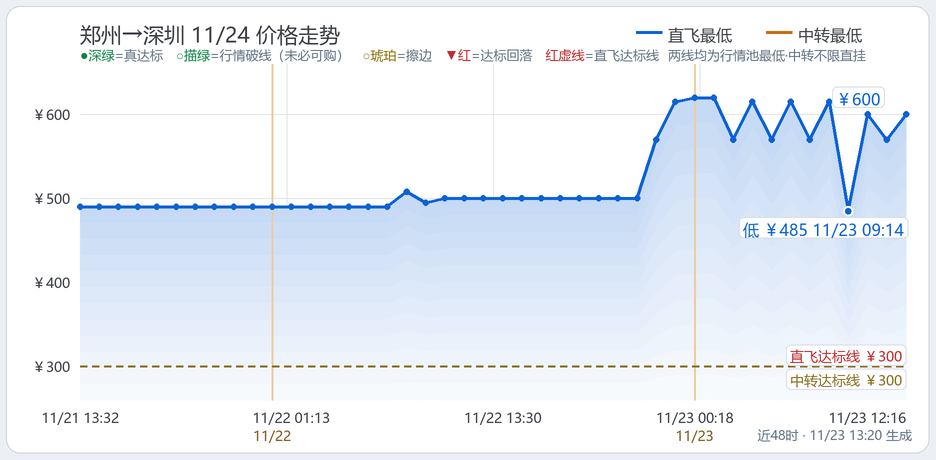 郑州→深圳 11/24 价格走势
直飞最低 中转最低
●深绿=真达标 ○描绿=行情破线（未必可购） ○琥珀=擦边 ▼红=达标回落 红虚线=直飞达标线 两线均为行情池最低·中转不限直挂
¥600
¥600
¥500
低 ¥485 11/23 09:14
¥400
直飞达标线 ¥300
¥300
中转达标线 ¥300
11/21 13:32 11/22 01:13 11/22 13:30 11/23 00:18 11/23 12:16
11/22 11/23 近48时 · 11/23 13:20 生成